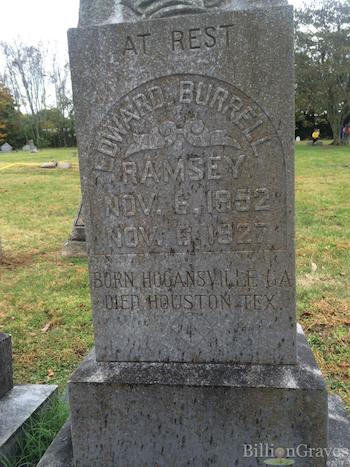 AT REST
EDWARD BURRELL
RAMSEY
NOV. 6, 1852
NOV. 6, 1927
BORN HOGANSVILLE GA
DIED HOUSTON TEX.
BillionGraves